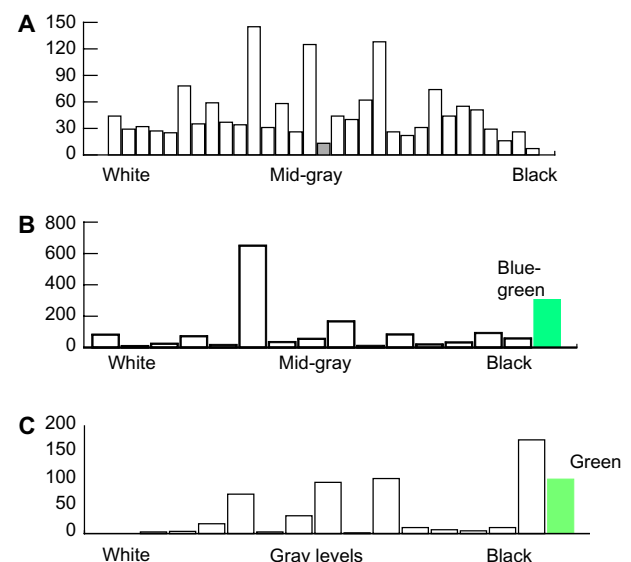 A
150
120
90
60
30
0
White Mid-gray Black
B
800
600
400
200
0
Blue-
green
White Mid-gray Black
C
200
150
100
50
0
Green
White Gray levels Black